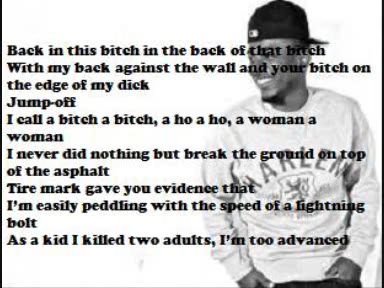 Back in this bitch in the back of that bitch
With my back against the wall and your bitch on
the edge of my dick
Jump-off
I call a bitch a bitch, a ho a ho, a woman a
woman
I never did nothing but break the ground on top
of the asphalt
Tire mark gave you evidence that
I'm easily peddling with the speed of a lightning
bolt
As a kid I killed two adults, I'm too advanced
HARLEM